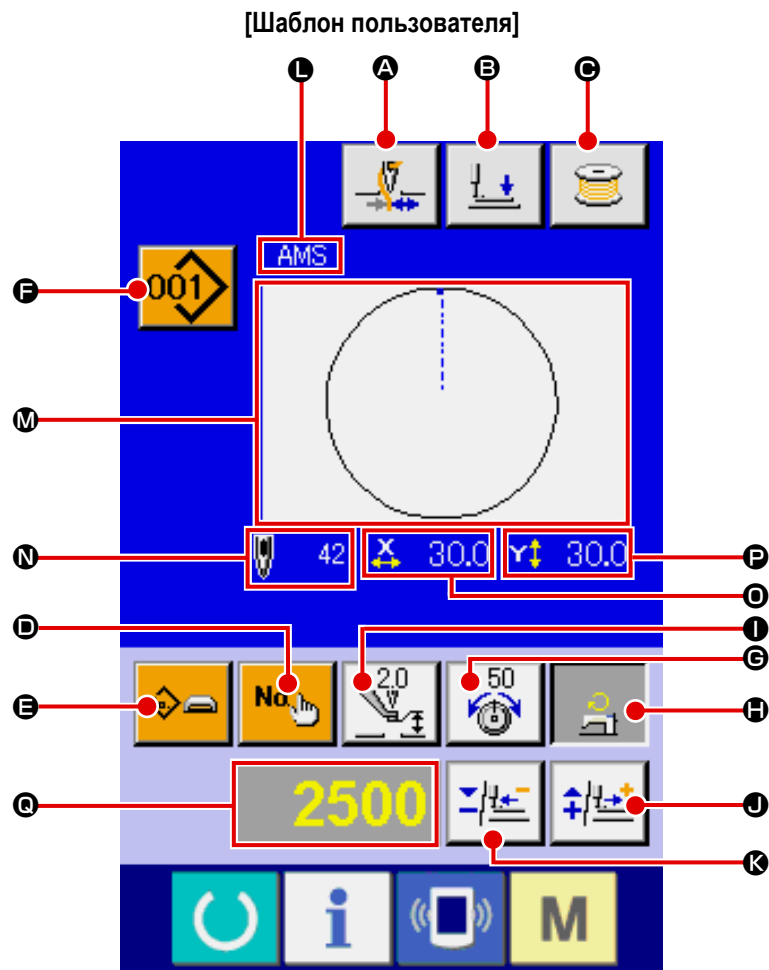 [Шаблон пользователя]
L A B C
AMS
F 001
M
N 42 X 30.0 Y 30.0 P
O
D I
G
E No. 2.0 50 H
Q 2500 J
K
i M